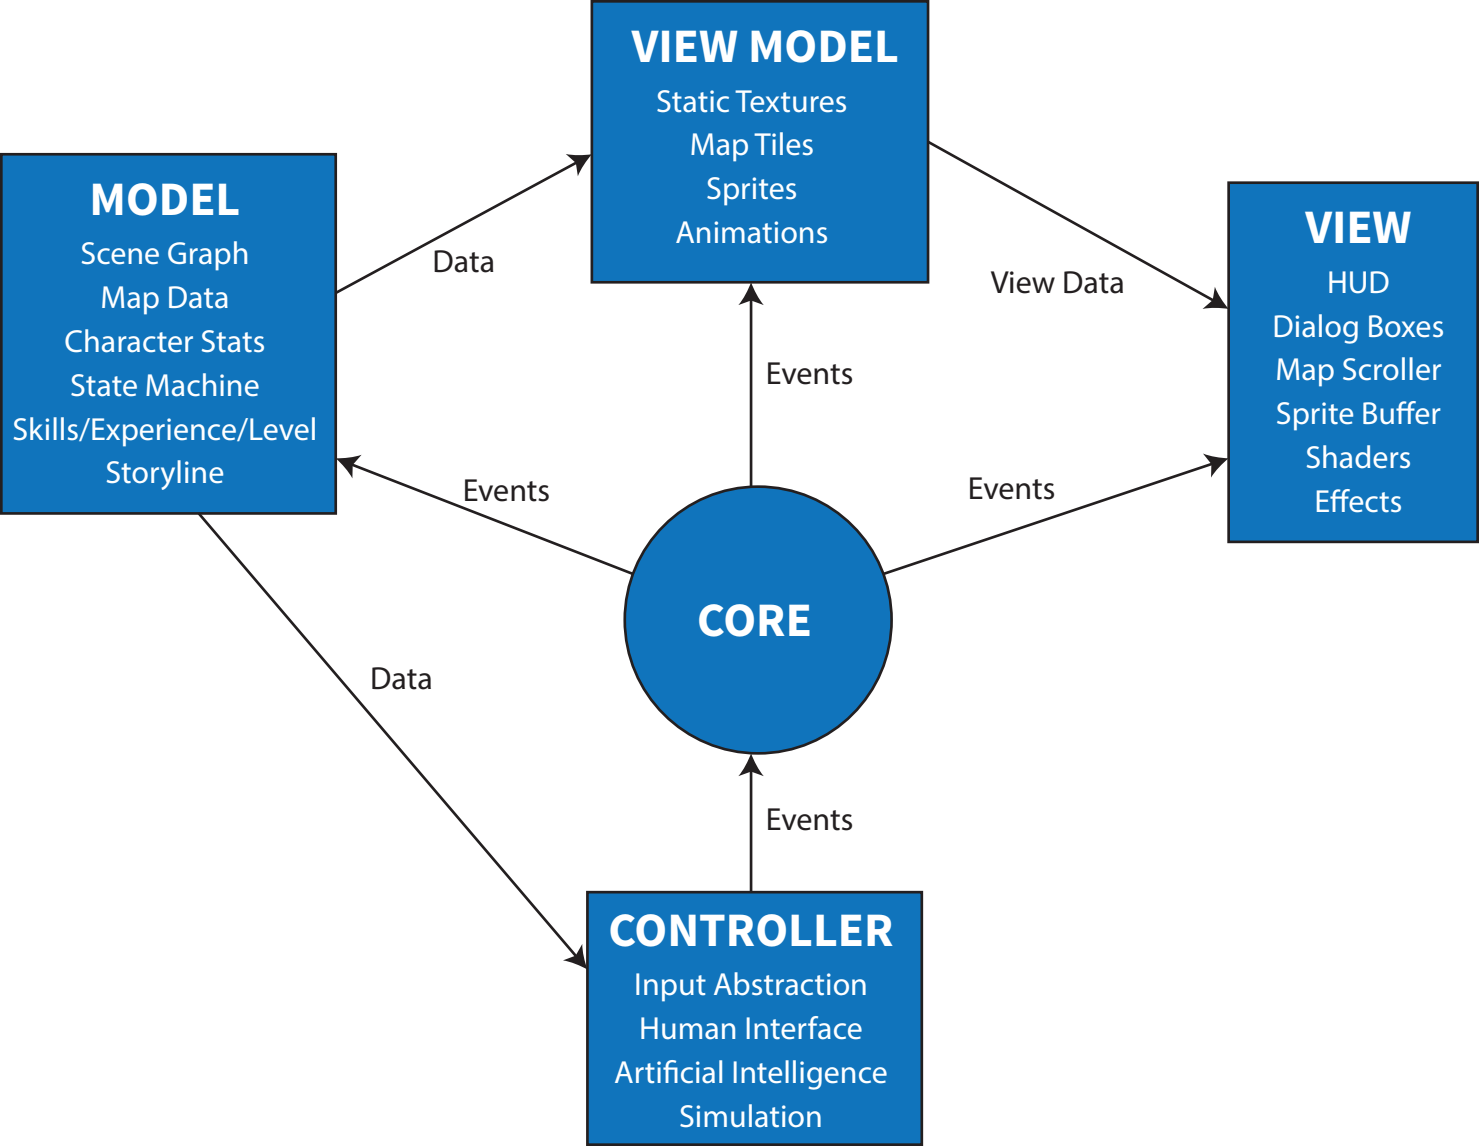 VIEW MODEL
Static Textures
Map Tiles
Sprites
Animations
MODEL
Scene Graph
Map Data
Character Stats
State Machine
Skills/Experience/Level
Storyline
VIEW
HUD
Dialog Boxes
Map Scroller
Sprite Buffer
Shaders
Effects
Data
View Data
Events
Events
Events
CORE
Data
Events
CONTROLLER
Input Abstraction
Human Interface
Artificial Intelligence
Simulation